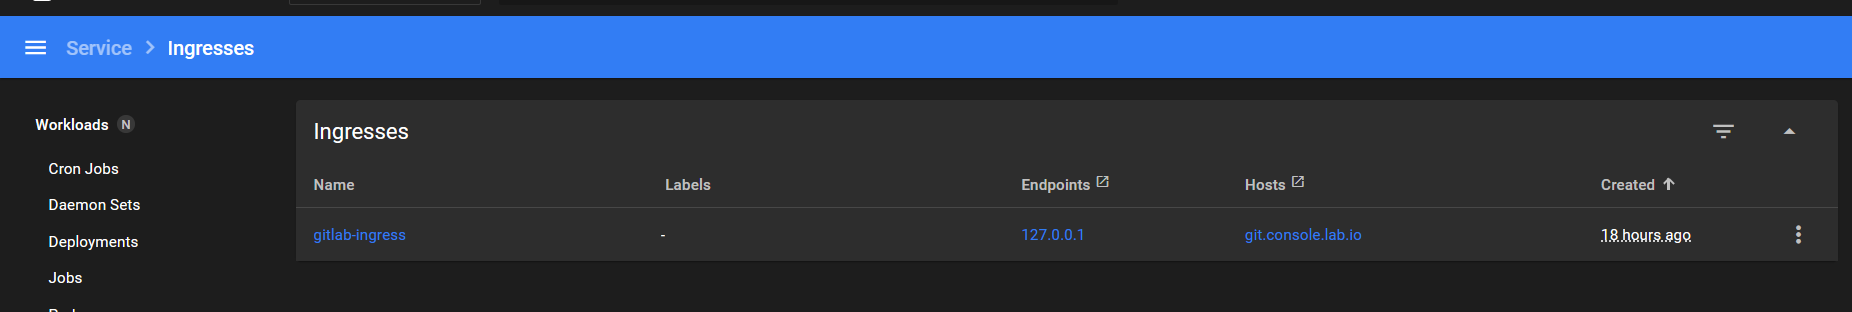 Service > Ingresses
Workloads N
Cron Jobs
Daemon Sets
Deployments
Jobs
Ingresses
Name Labels Endpoints Hosts Created
gitlab-ingress - 127.0.0.1 git.console.lab.io 18 hours ago